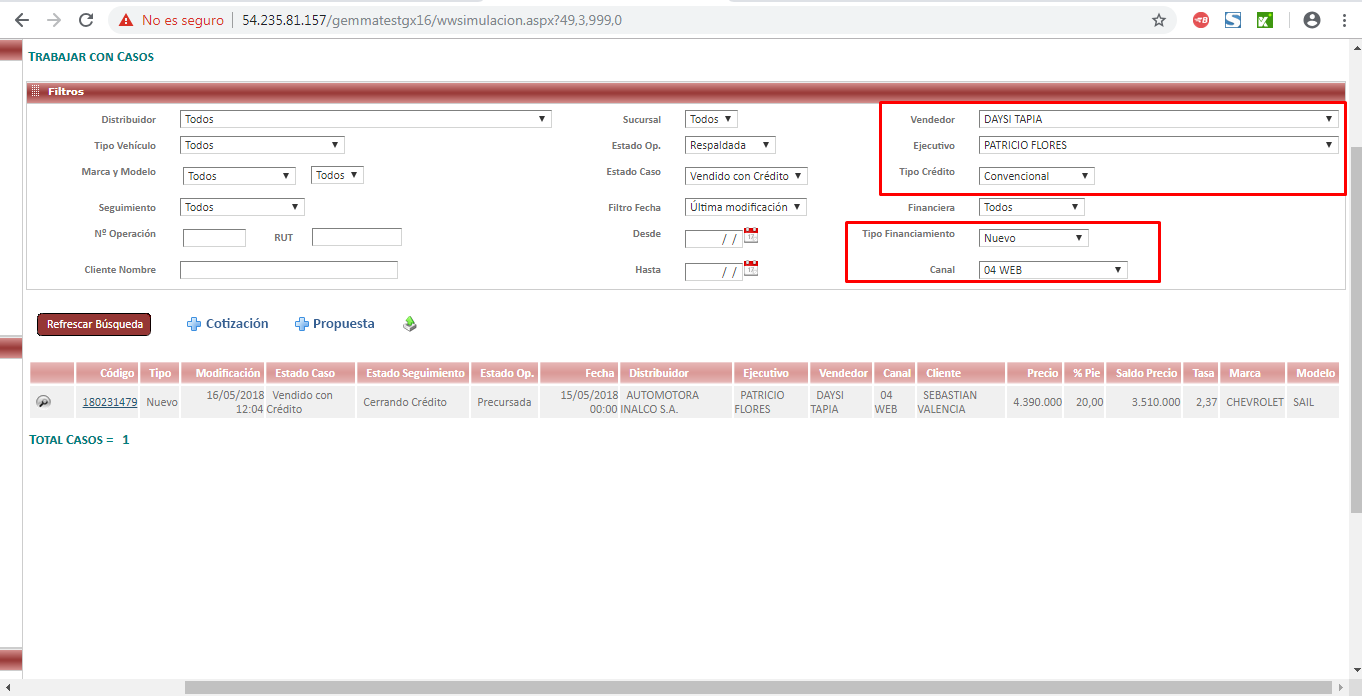 No es seguro | 54.235.81.157/gemmatestgx16/wwsimulacion.aspx?49,3,999,0
TRABAJAR CON CASOS
Filtros
Distribuidor Todos Sucursal Todos Vendedor DAYSI TAPIA
Tipo Vehículo Todos Estado Op. Respaldada Ejecutivo PATRICIO FLORES
Marca y Modelo Todos Todos Estado Caso Vendido con Crédito Tipo Crédito Convencional
Seguimiento Todos Filtro Fecha Última modificación Financiera Todos
Nº Operación RUT Desde / / Tipo Financiamiento Nuevo
Cliente Nombre Hasta / / Canal 04 WEB
Refrescar Búsqueda Cotización Propuesta
Código Tipo Modificación Estado Caso Estado Seguimiento Estado Op. Fecha Distribuidor Ejecutivo Vendedor Canal Cliente Precio % Pie Saldo Precio Tasa Marca Modelo
180231479 Nuevo 16/05/2018 12:04 Vendido con Crédito Cerrando Crédito Precursada 15/05/2018 00:00 AUTOMOTORA INALCO S.A. PATRICIO FLORES DAYSI TAPIA 04 WEB SEBASTIAN VALENCIA 4.390.000 20,00 3.510.000 2,37 CHEVROLET SAIL
TOTAL CASOS = 1